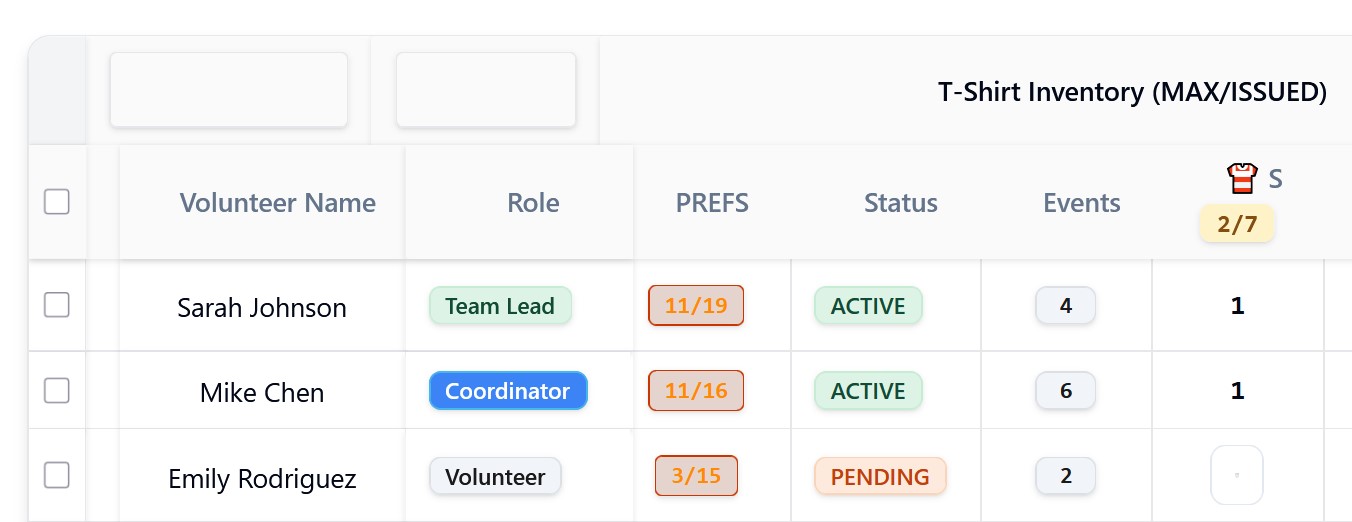 T-Shirt Inventory (MAX/ISSUED)
Volunteer Name Role PREFS Status Events S
2/7
Sarah Johnson Team Lead 11/19 ACTIVE 4 1
Mike Chen Coordinator 11/16 ACTIVE 6 1
Emily Rodriguez Volunteer 3/15 PENDING 2